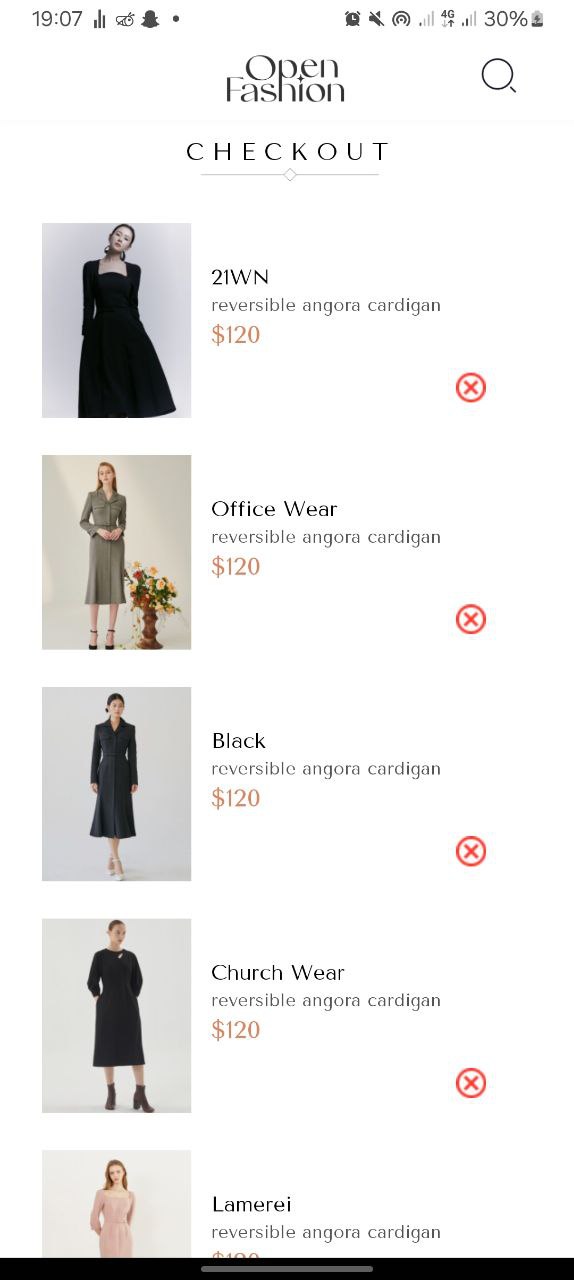 19:07
4G
30%
Open
Fashion
CHECKOUT
21WN
reversible angora cardigan
$120
Office Wear
reversible angora cardigan
$120
Black
reversible angora cardigan
$120
Church Wear
reversible angora cardigan
$120
Lamerei
reversible angora cardigan